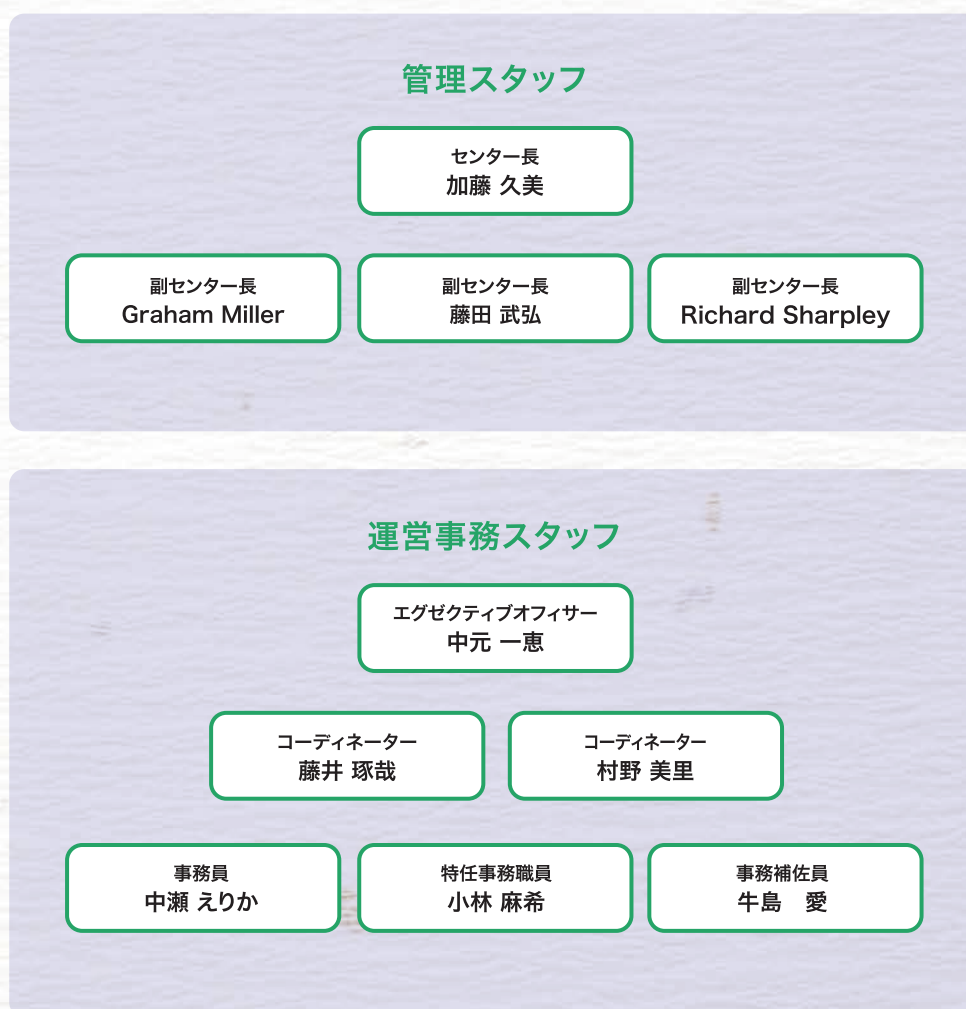 管理スタッフ
センター長
加藤 久美
副センター長
Graham Miller
副センター長
藤田 武弘
副センター長
Richard Sharpley
運営事務スタッフ
エグゼクティブオフィサー
中元 一恵
コーディネーター
藤井 琢哉
コーディネーター
村野 美里
事務員
中瀬 えりか
特任事務職員
小林 麻希
事務補佐員
牛島　愛